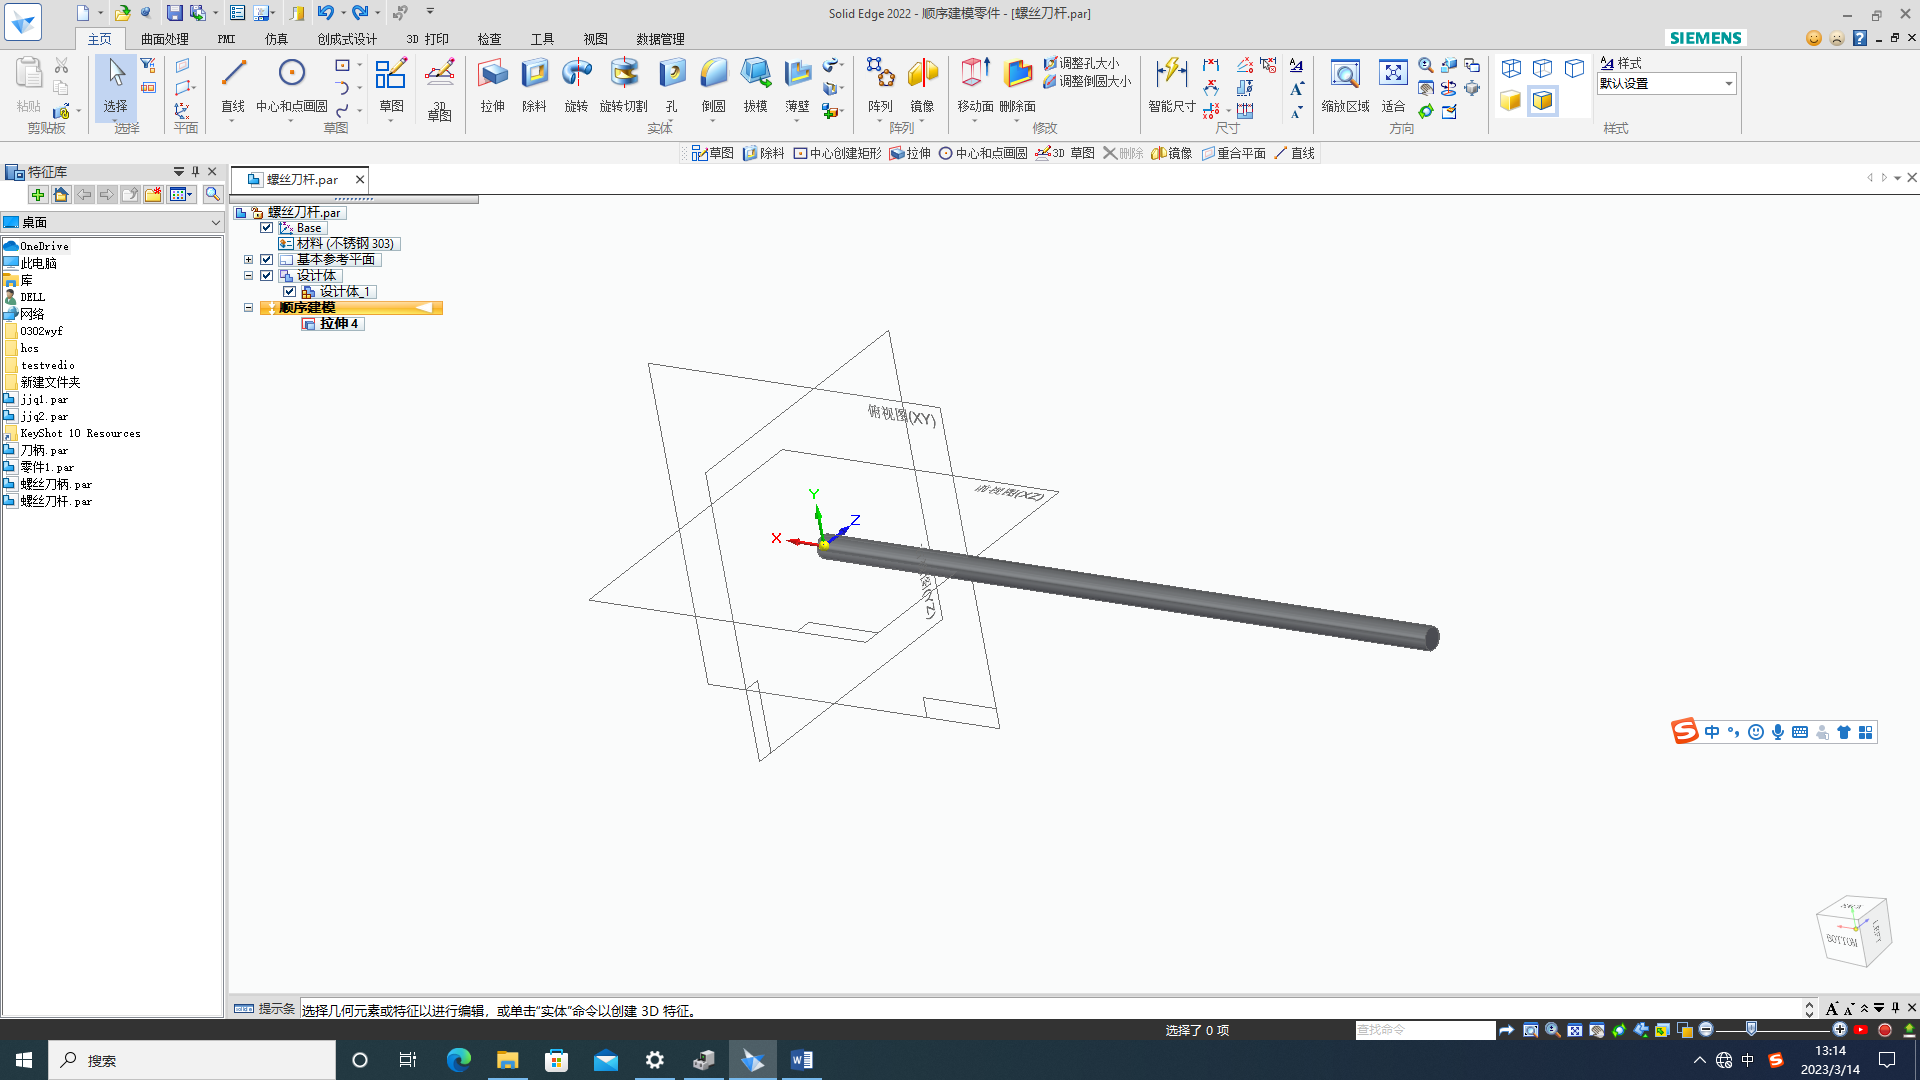 Solid Edge 2022 - 顺序建模零件 - [螺丝刀杆.par]
主页 曲面处理 PMI 仿真 创成式设计 3D 打印 检查 工具 视图 数据管理
SIEMENS
粘贴 剪贴板
选择 选择
平面
直线 中心和点画圆 草图 3D 草图 草图
拉伸 除料 旋转 旋转切割 孔 倒圆 拔模 薄壁 实体
阵列 镜像 阵列
移动面 删除面 调整孔大小 调整倒圆大小 修改
智能尺寸 尺寸
缩放区域 适合 方向
样式 默认设置 样式
草图 除料 中心创建矩形 拉伸 中心和点画圆 3D 草图 删除 镜像 重合平面 直线
特征库
桌面
OneDrive
此电脑
库
DELL
网络
0302wyf
hcs
testvedio
新建文件夹
jjq1.par
jjq2.par
KeyShot 10 Resources
刀柄.par
零件1.par
螺丝刀柄.par
螺丝刀杆.par
螺丝刀杆.par
螺丝刀杆.par
Base
材料 (不锈钢 303)
基本参考平面
设计体
设计体_1
顺序建模
拉伸 4
俯视图(XY)
前视图(XZ)
Y
Z
X
BOTTOM
LEFT
中
提示条 选择几何元素或特征以进行编辑，或单击“实体”命令以创建 3D 特征。
选择了 0 项 查找命令
搜索
中
13:14
2023/3/14